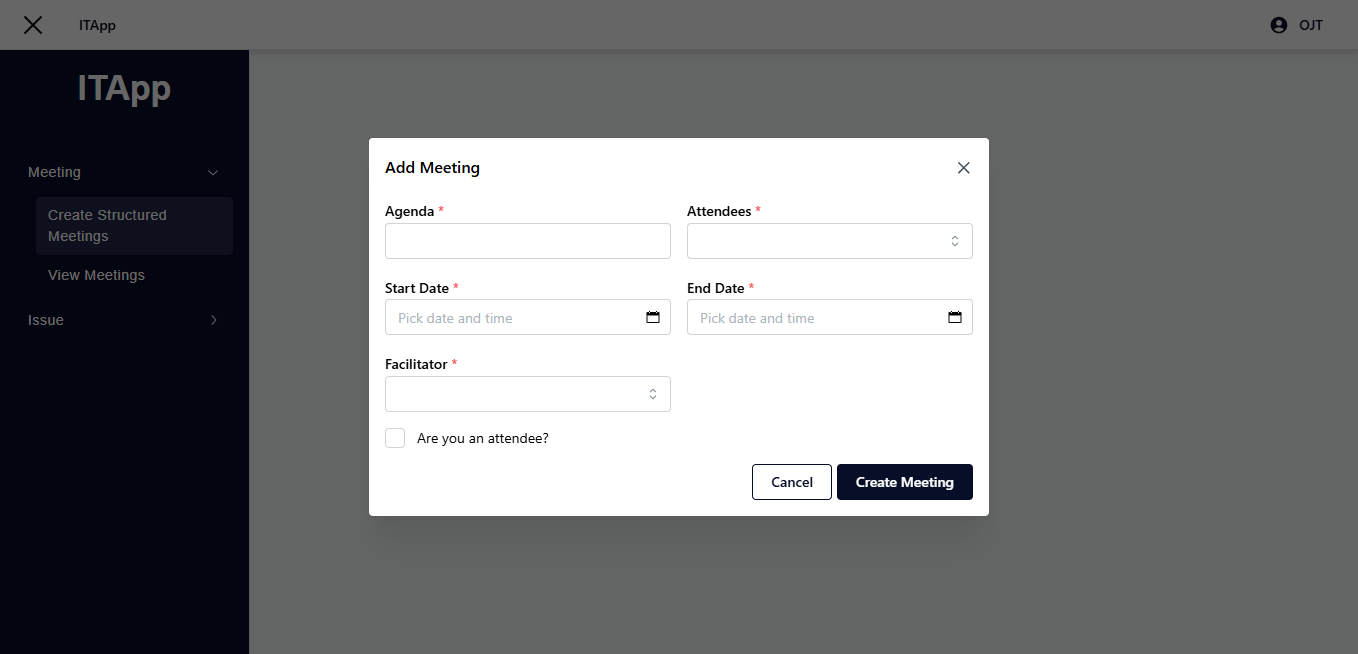 ITApp
OJT
ITApp
Meeting
Create Structured
Meetings
View Meetings
Issue
Add Meeting
Agenda *
Attendees *
Start Date *
End Date *
Pick date and time
Pick date and time
Facilitator *
Are you an attendee?
Cancel
Create Meeting